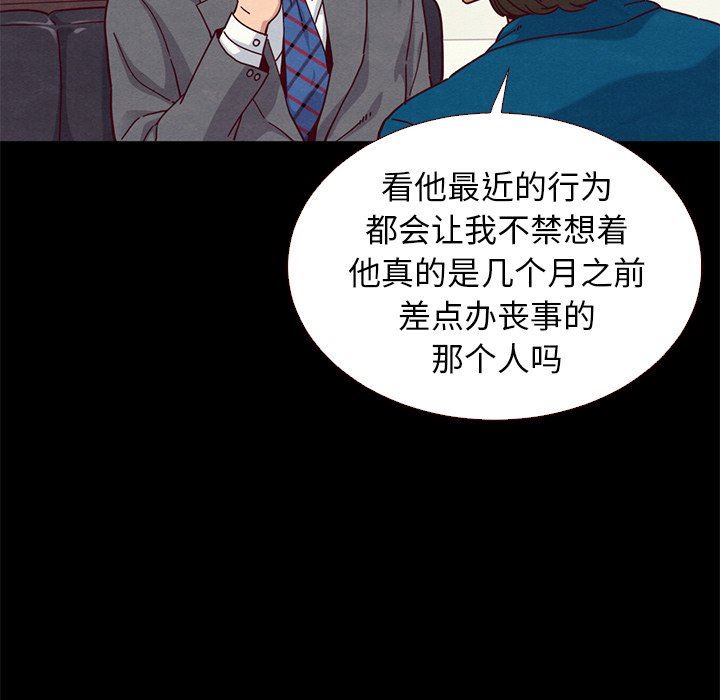 看他最近的行为
都会让我不禁想着
他真的是几个月之前
差点办丧事的
那个人吗